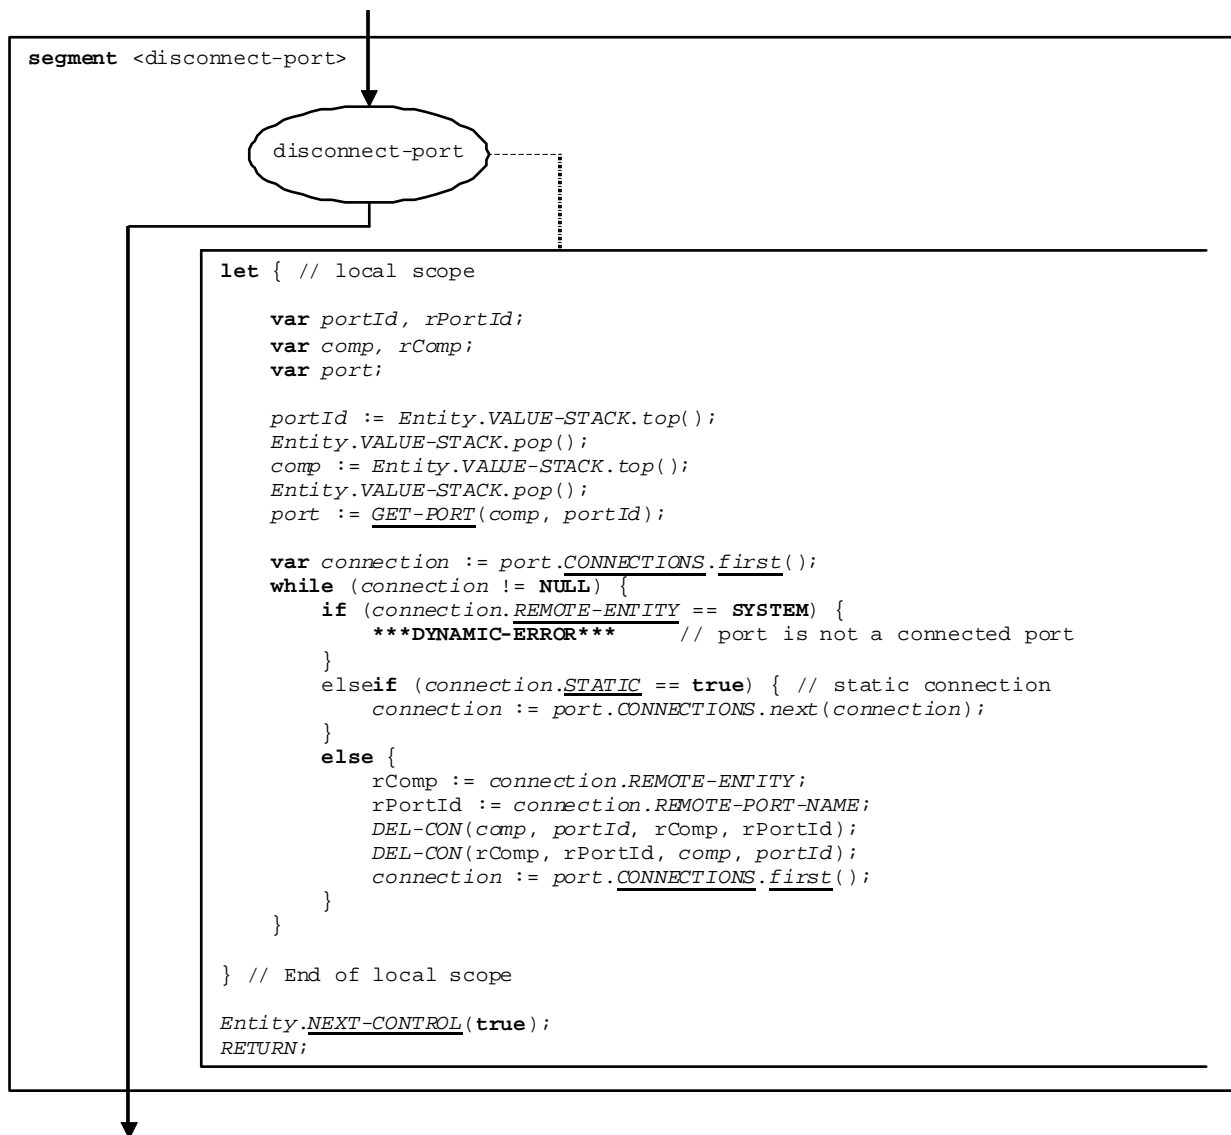 segment <disconnect-port>
disconnect-port
let { // local scope
var portId, rPortId;
var comp, rComp;
var port;
portId := Entity.VALUE-STACK.top();
Entity.VALUE-STACK.pop();
comp := Entity.VALUE-STACK.top();
Entity.VALUE-STACK.pop();
port := GET-PORT(comp, portId);
var connection := port.CONNECTIONS.first();
while (connection != NULL) {
if (connection.REMOTE-ENTITY == SYSTEM) {
***DYNAMIC-ERROR*** // port is not a connected port
}
elseif (connection.STATIC == true) { // static connection
connection := port.CONNECTIONS.next(connection);
}
else {
rComp := connection.REMOTE-ENTITY;
rPortId := connection.REMOTE-PORT-NAME;
DEL-CON(comp, portId, rComp, rPortId);
DEL-CON(rComp, rPortId, comp, portId);
connection := port.CONNECTIONS.first();
}
}
} // End of local scope
Entity.NEXT-CONTROL(true);
RETURN;